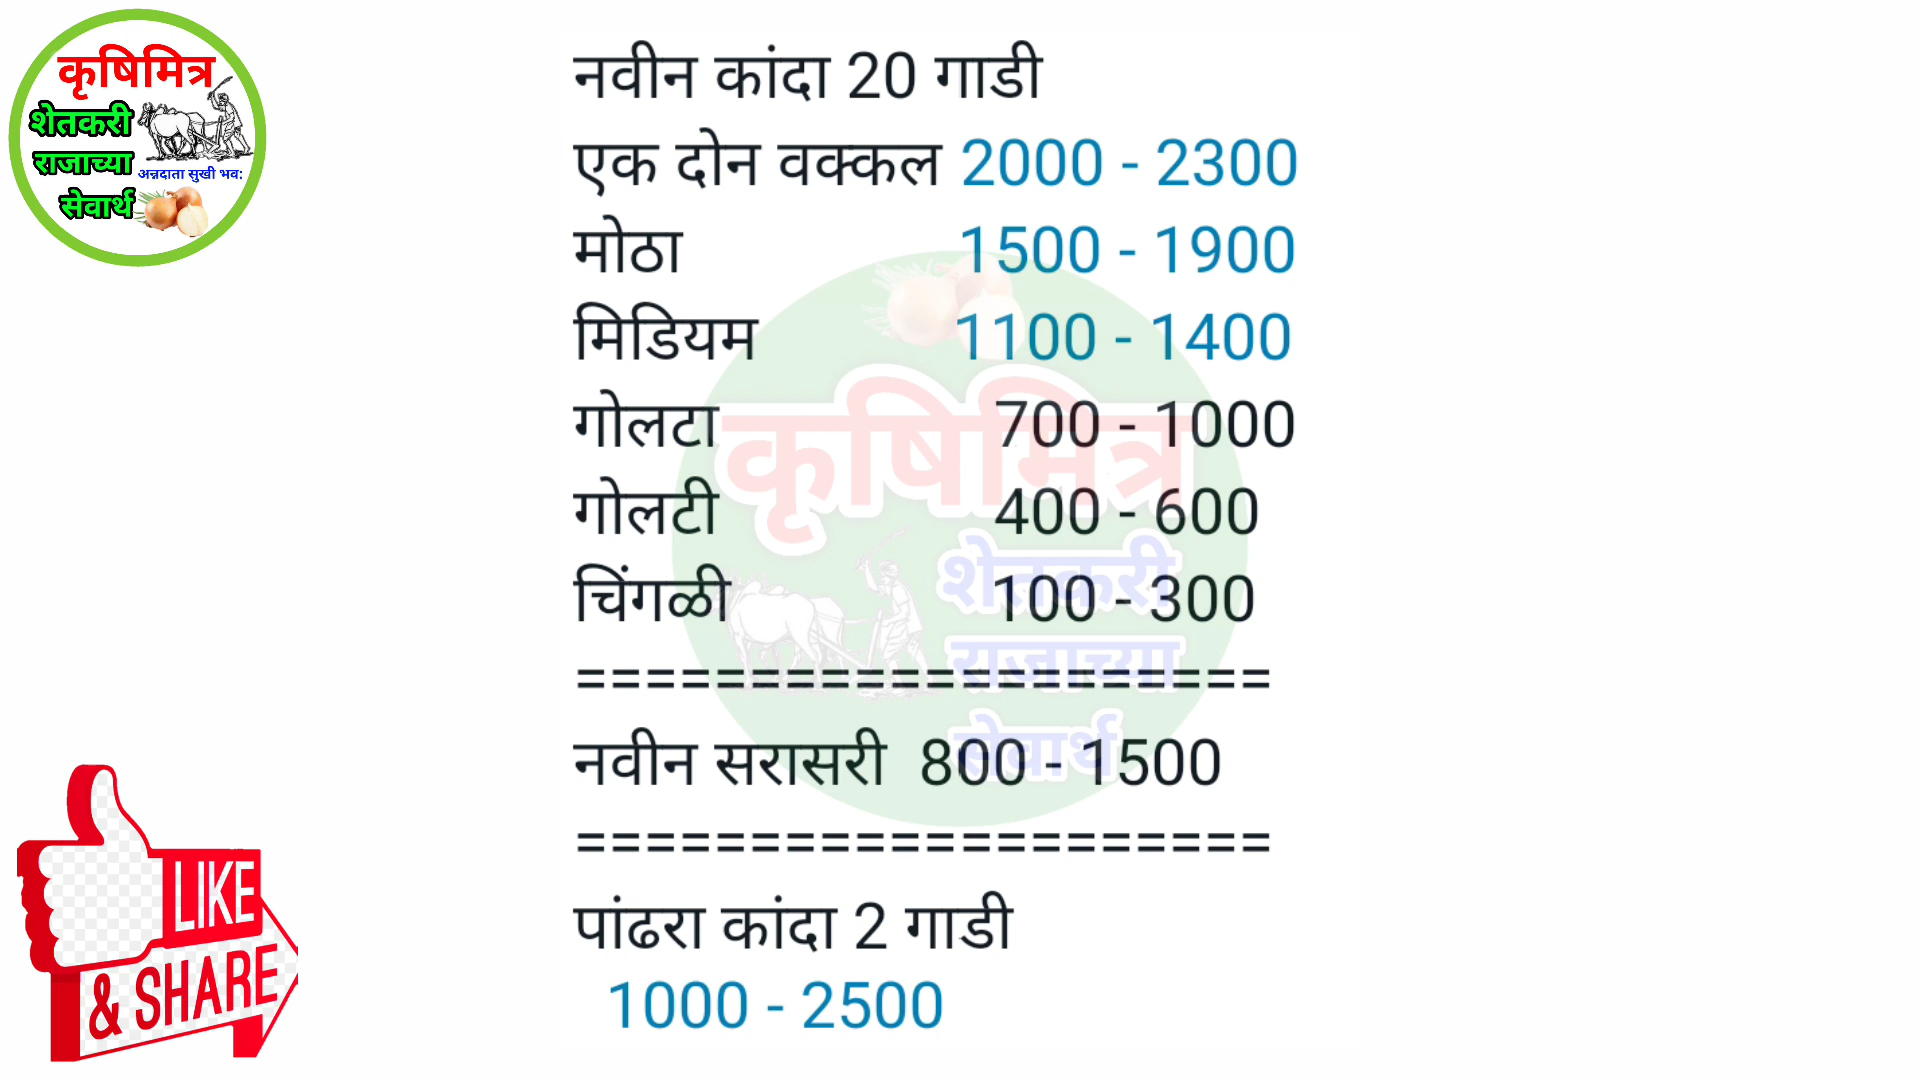 कृषिमित्र
शेतकरी
राजाच्या
सेवार्थ
अन्नदाता सुखी भव:
नवीन कांदा 20 गाडी
एक दोन वक्कल 2000 - 2300
मोठा 1500 - 1900
मिडियम 1100 - 1400
गोलटा 700 - 1000
गोलटी 400 - 600
चिंगळी 100 - 300
====================
नवीन सरासरी 800 - 1500
====================
पांढरा कांदा 2 गाडी
1000 - 2500
कृषिमित्र
शेतकरी
राजाच्या
सेवार्थ
LIKE
& SHARE